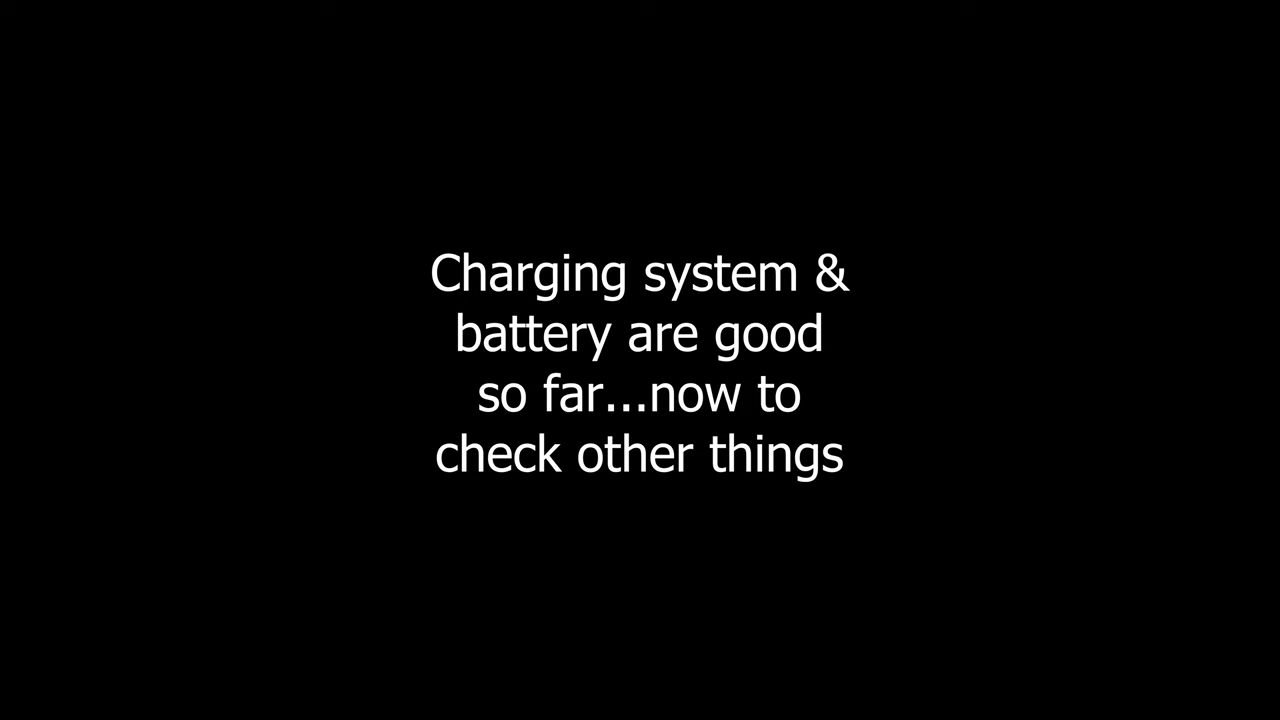 Charging system &
battery are good
so far...now to
check other things